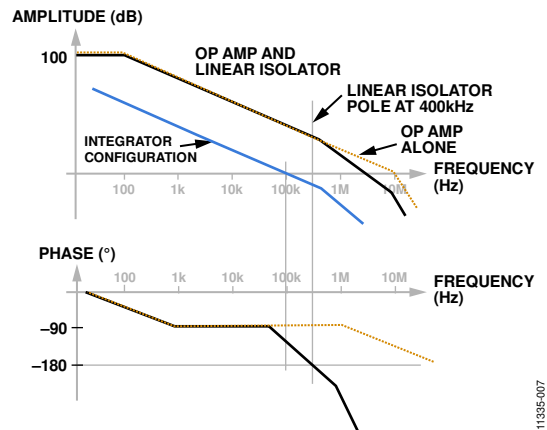 AMPLITUDE (dB)
100
OP AMP AND
LINEAR ISOLATOR
LINEAR ISOLATOR
POLE AT 400kHz
OP AMP
ALONE
INTEGRATOR
CONFIGURATION
FREQUENCY
(Hz)
100 1k 10k 100k 1M 10M
PHASE (°)
100 1k 10k 100k 1M 10M
FREQUENCY
(Hz)
–90
–180
11335-007